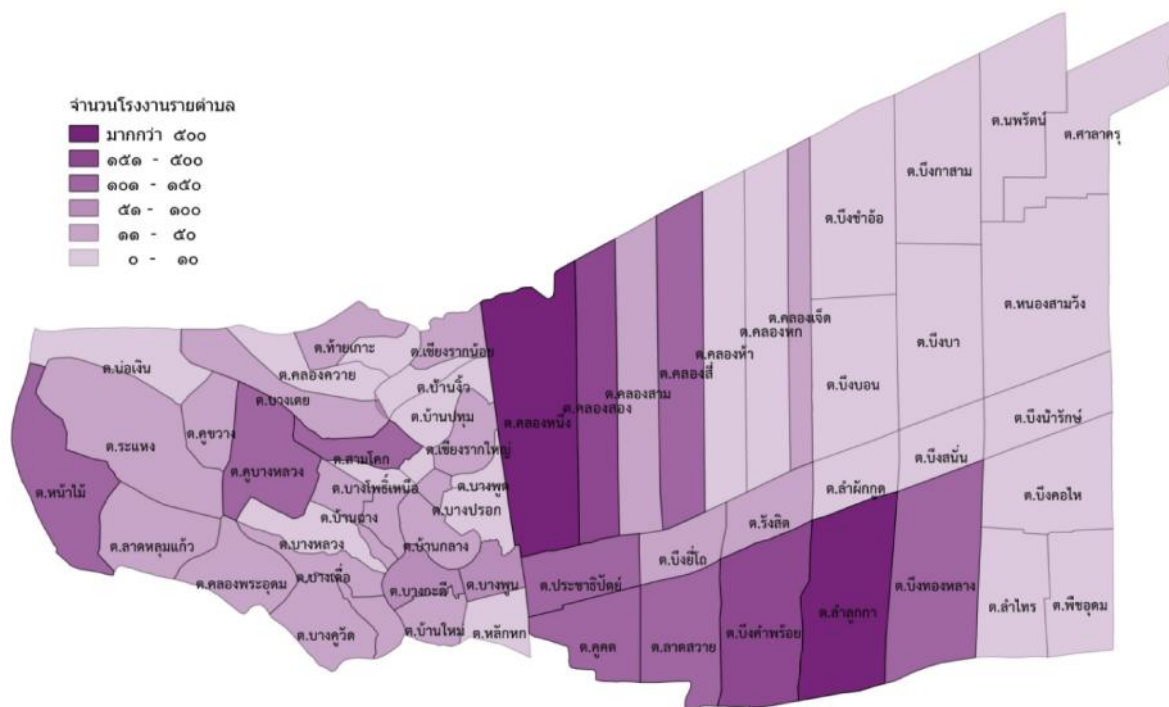 จำนวนโรงงานรายตำบล
มากกว่า ๕๐๐
๑๕๑ - ๕๐๐
๑๐๑ - ๑๕๐
๕๑ - ๑๐๐
๑๑ - ๕๐
๐ - ๑๐
ต.นพรัตน์
ต.ศาลาครุ
ต.บึงกาสาม
ต.บึงชำอ้อ
ต.หนองสามวัง
ต.คลองเจ็ด
ต.คลองหก
ต.บึงบา
ต.ท้ายเกาะ
ต.เชียงรากน้อย
ต.คลองห้า
ต.บ่อเงิน
ต.คลองควาย
ต.คลองสี่
ต.บ้านงิ้ว
ต.บึงบอน
ต.คลองสาม
ต.บางเตย
ต.คลองสอง
ต.บ้านปทุม
ต.คลองหนึ่ง
ต.บึงน้ำรักษ์
ต.คูขวาง
ต.ระแหง
ต.เชียงรากใหญ่
ต.สามโคก
ต.บึงสนั่น
ต.คูบางหลวง
ต.บางพูด
ต.บางโพธิ์เหนือ
ต.ลำผักกูด
ต.หน้าไม้
ต.บึงคอไห
ต.บางปรอก
ต.บ้านฉาง
ต.รังสิต
ต.ลาดหลุมแก้ว
ต.บางหลวง
ต.บ้านกลาง
ต.บึงยี่โถ
ต.บางเดื่อ
ต.คลองพระอุดม
ต.ประชาธิปัตย์
ต.บางพูน
ต.บึงทองหลาง
ต.บางกะดี
ต.ลำไทร
ต.พืชอุดม
ต.ลำลูกกา
ต.บางคูวัด
ต.บ้านใหม่
ต.หลักหก
ต.คูคต
ต.ลาดสวาย
ต.บึงคำพร้อย